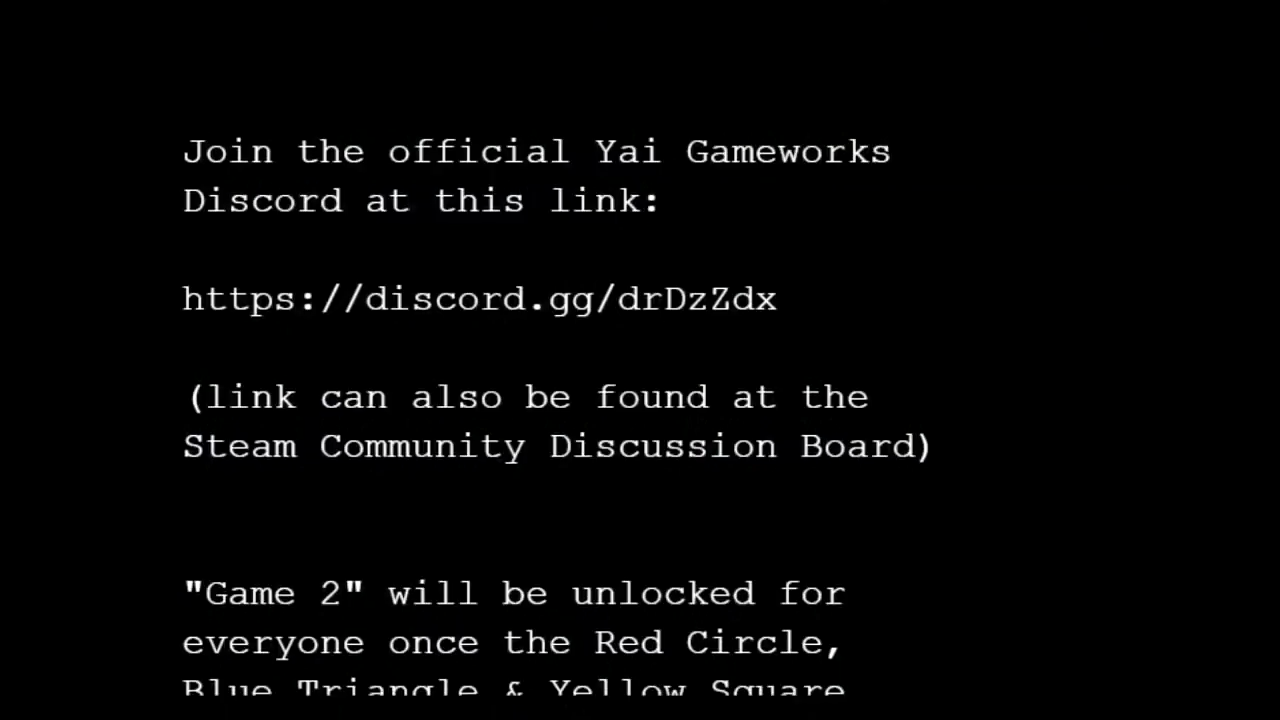 Join the official Yai Gameworks
Discord at this link:
https://discord.gg/drDzZdx
(link can also be found at the
Steam Community Discussion Board)
"Game 2" will be unlocked for
everyone once the Red Circle,
Blue Triangle & Yellow Square